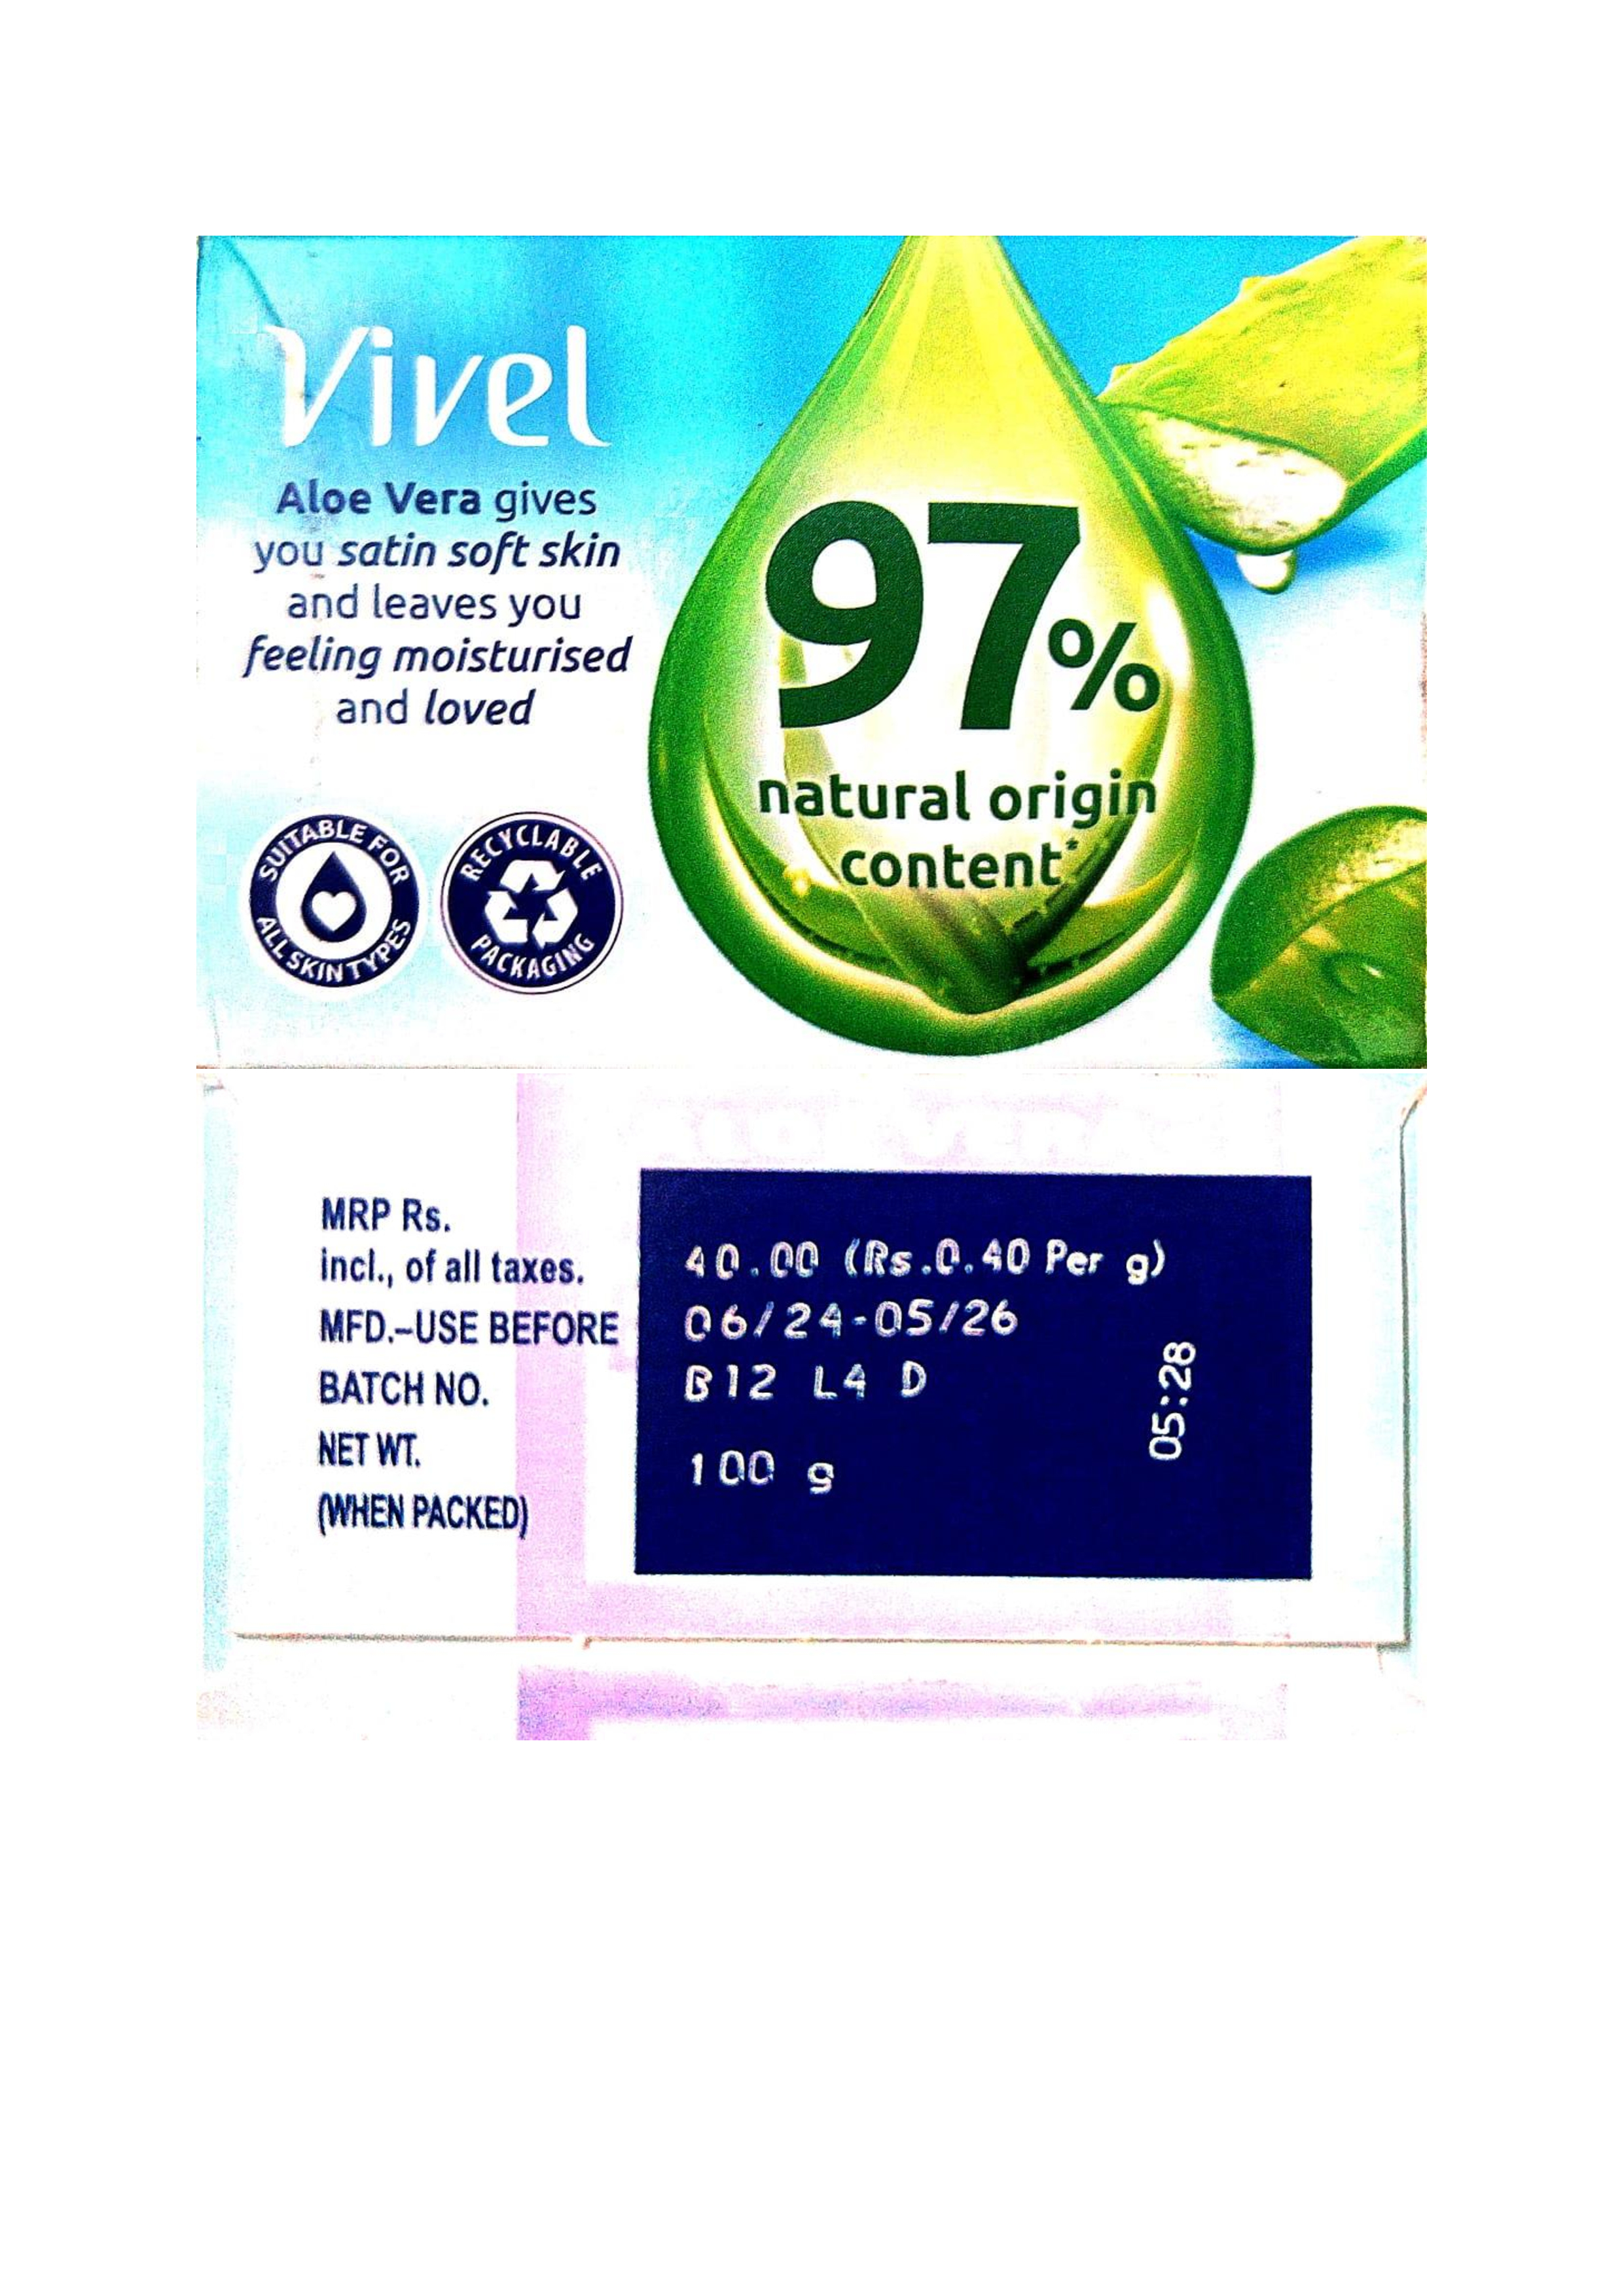 Vivel
Aloe Vera gives
you satin soft skin
and leaves you
feeling moisturised
and loved
SUITABLE FOR
ALL SKIN TYPES
RECYCLABLE
PACKAGING
97%
natural origin
content*
ALOE VERA
MRP Rs.
incl., of all taxes. 40.00 (Rs.0.40 Per g)
MFD.-USE BEFORE 06/24-05/26
BATCH NO. B12 L4 D
NET WT. 100 g
(WHEN PACKED)
05:28